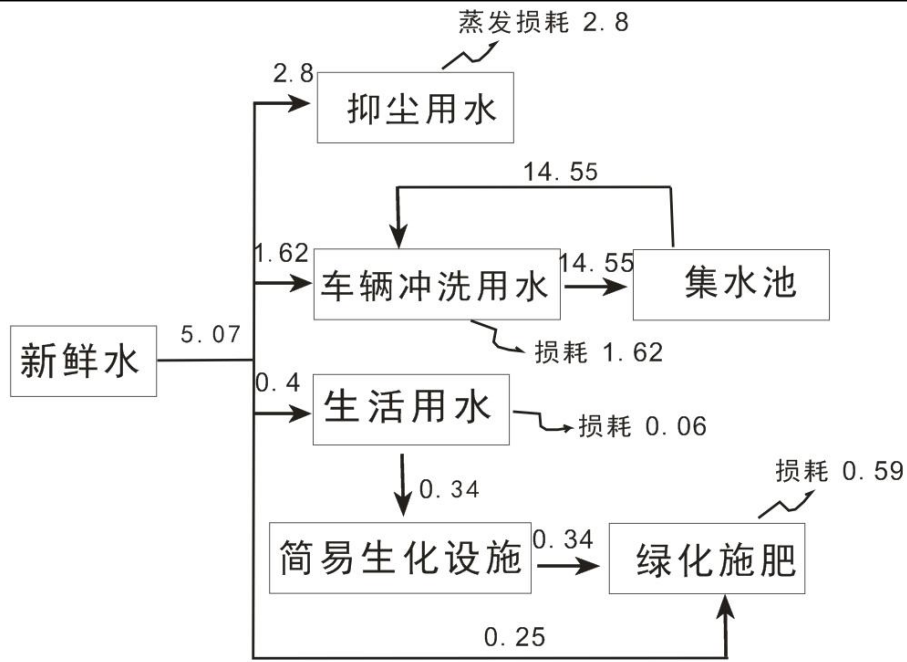 蒸发损耗 2.8
2.8
抑尘用水
14.55
1.62
车辆冲洗用水
14.55
集水池
5.07
损耗 1.62
新鲜水
0.4
生活用水
损耗 0.06
0.34
损耗 0.59
简易生化设施
0.34
绿化施肥
0.25